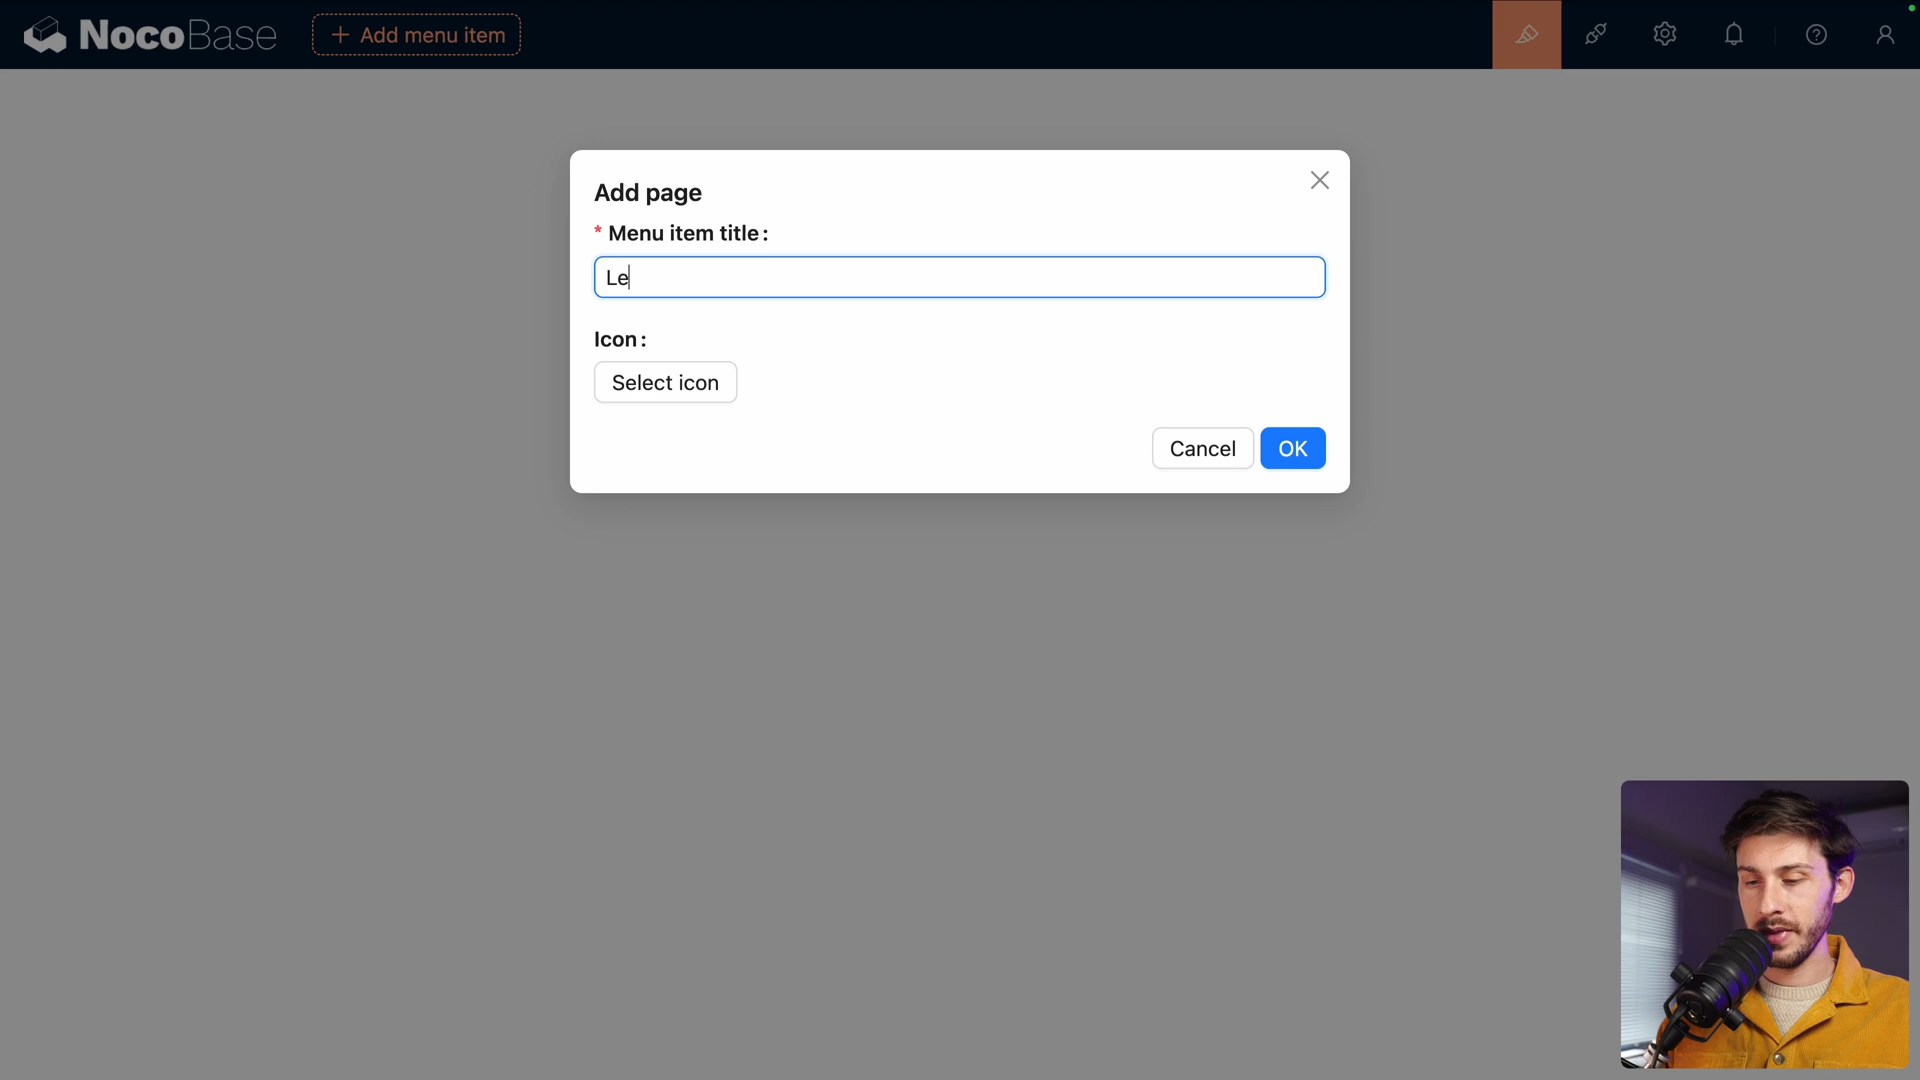 NocoBase
+ Add menu item
Add page
* Menu item title :
Le
Icon :
Select icon
Cancel
OK